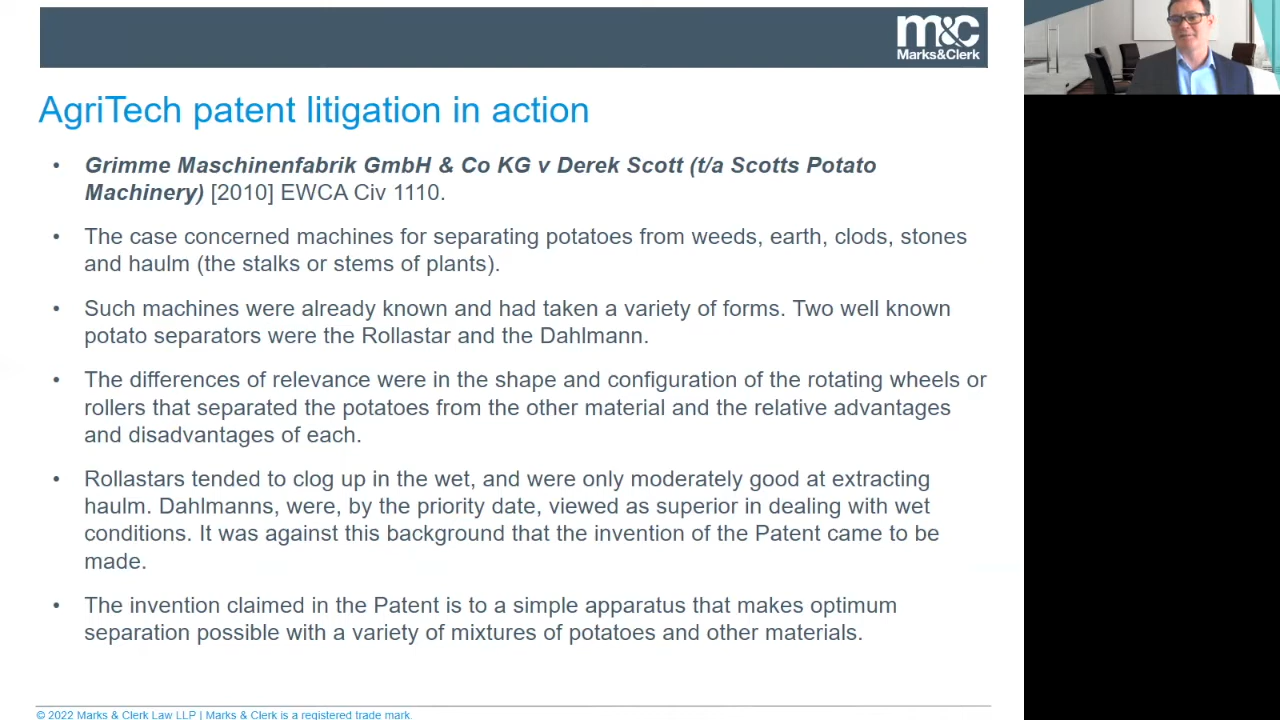 m&c
Marks&Clerk
AgriTech patent litigation in action
• Grimme Maschinenfabrik GmbH & Co KG v Derek Scott (t/a Scotts Potato
Machinery) [2010] EWCA Civ 1110.
• The case concerned machines for separating potatoes from weeds, earth, clods, stones
and haulm (the stalks or stems of plants).
• Such machines were already known and had taken a variety of forms. Two well known
potato separators were the Rollastar and the Dahlmann.
• The differences of relevance were in the shape and configuration of the rotating wheels or
rollers that separated the potatoes from the other material and the relative advantages
and disadvantages of each.
• Rollastars tended to clog up in the wet, and were only moderately good at extracting
haulm. Dahlmanns, were, by the priority date, viewed as superior in dealing with wet
conditions. It was against this background that the invention of the Patent came to be
made.
• The invention claimed in the Patent is to a simple apparatus that makes optimum
separation possible with a variety of mixtures of potatoes and other materials.
© 2022 Marks & Clerk Law LLP | Marks & Clerk is a registered trade mark.